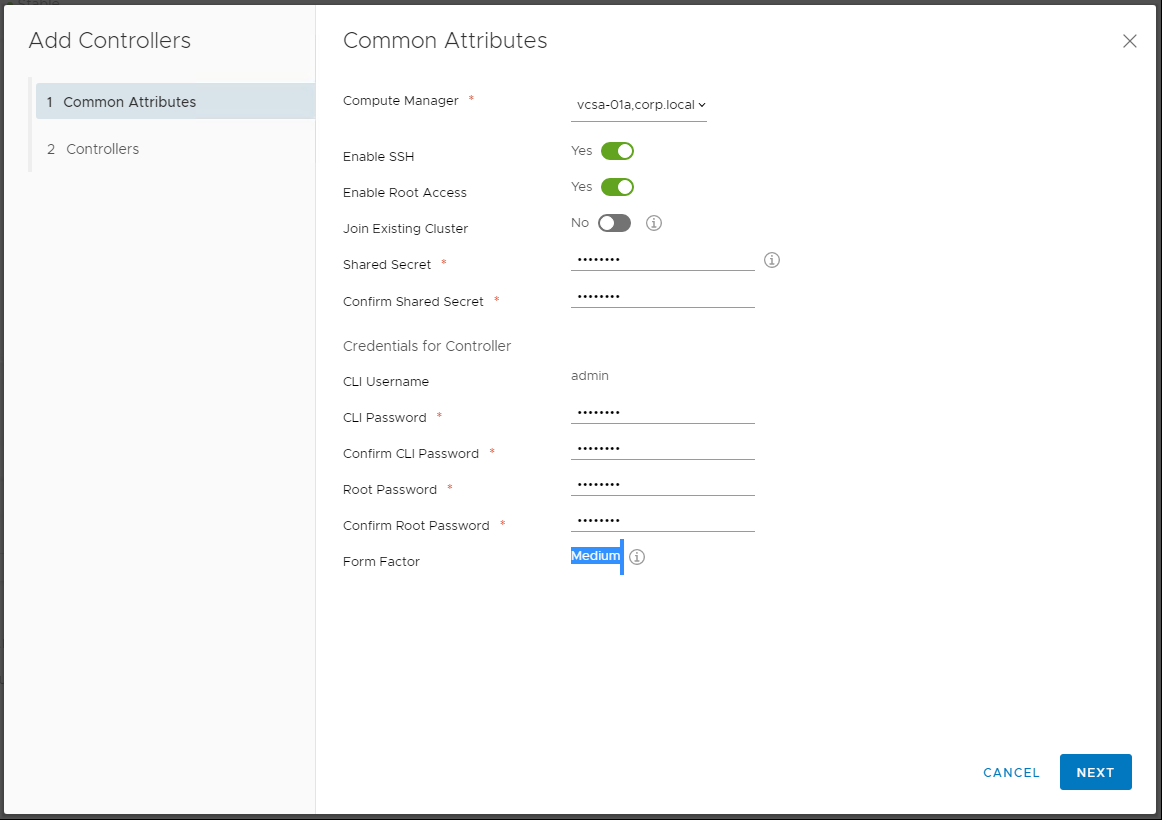 Add Controllers
1 Common Attributes
2 Controllers
Common Attributes
Compute Manager *
vcsa-01a,corp.local
Enable SSH
Yes
Enable Root Access
Yes
Join Existing Cluster
No
Shared Secret *
••••••••
Confirm Shared Secret *
••••••••
Credentials for Controller
CLI Username
admin
CLI Password *
••••••••
Confirm CLI Password *
••••••••
Root Password *
••••••••
Confirm Root Password *
••••••••
Form Factor
Medium
CANCEL
NEXT